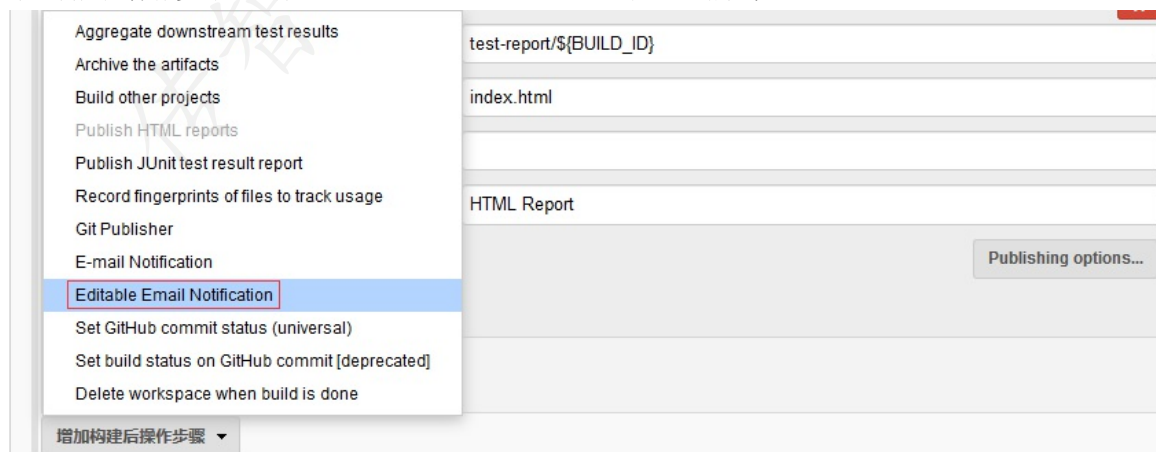 Aggregate downstream test results
Archive the artifacts
Build other projects
Publish HTML reports
Publish JUnit test result report
Record fingerprints of files to track usage
Git Publisher
E-mail Notification
Editable Email Notification
Set GitHub commit status (universal)
Set build status on GitHub commit [deprecated]
Delete workspace when build is done
增加构建后操作步骤
test-report/${BUILD_ID}
index.html
HTML Report
Publishing options...
传智